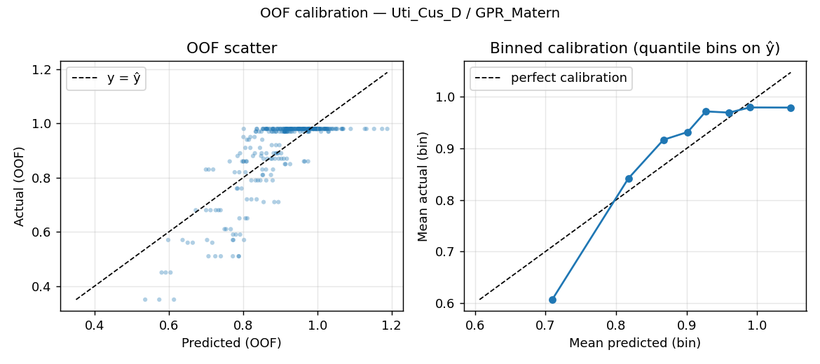 OOF calibration — Uti_Cus_D / GPR_Matern
OOF scatter
y = ŷ
Actual (OOF)
1.2
1.0
0.8
0.6
0.4
0.4 0.6 0.8 1.0 1.2
Predicted (OOF)
Binned calibration (quantile bins on ŷ)
perfect calibration
Mean actual (bin)
1.0
0.9
0.8
0.7
0.6
0.6 0.7 0.8 0.9 1.0
Mean predicted (bin)